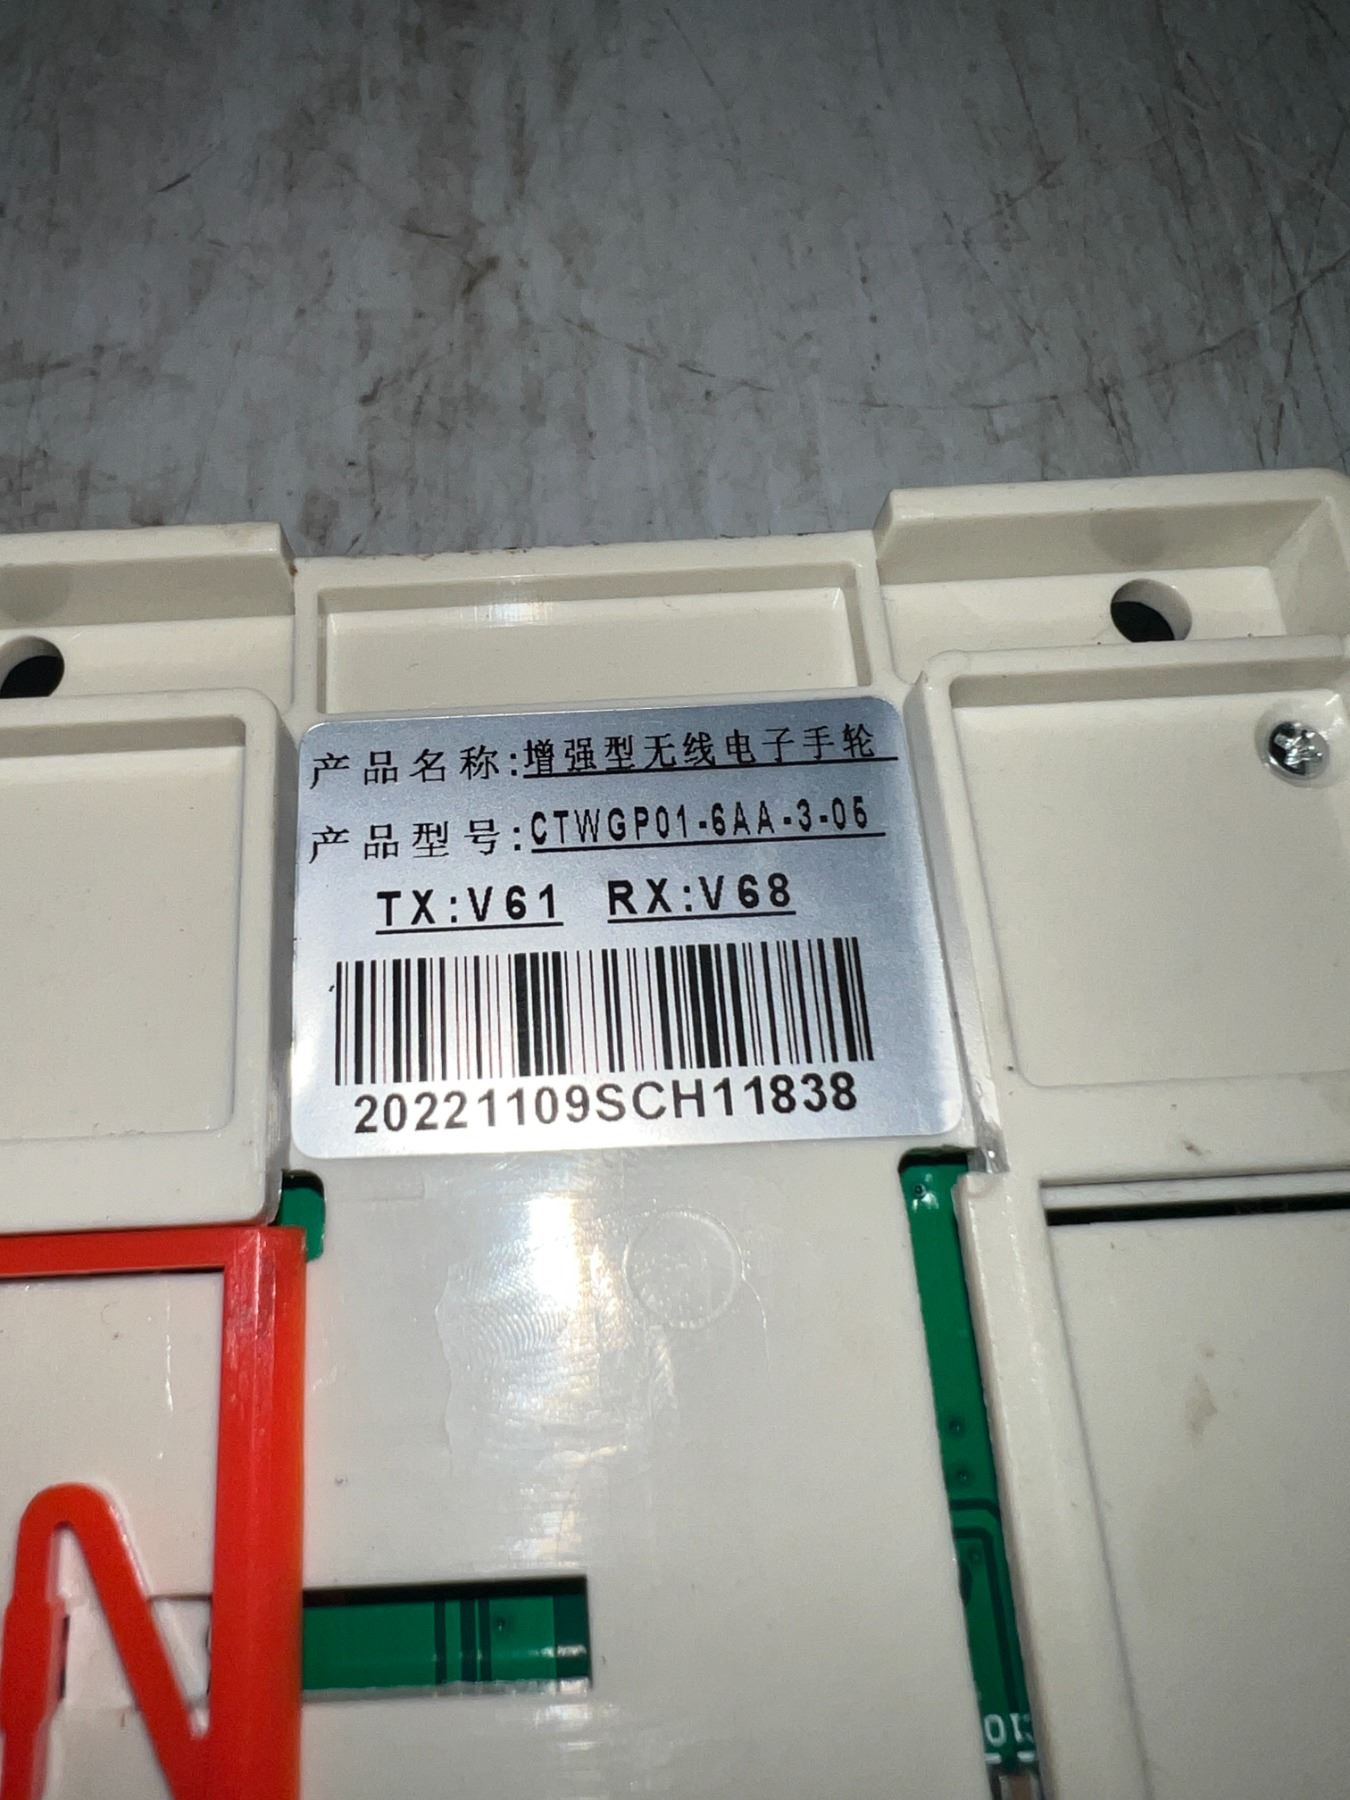 产品名称:增强型无线电子手轮
产品型号:CTWGP01-6AA-3-05
TX:V61 RX:V68
20221109SCH11838